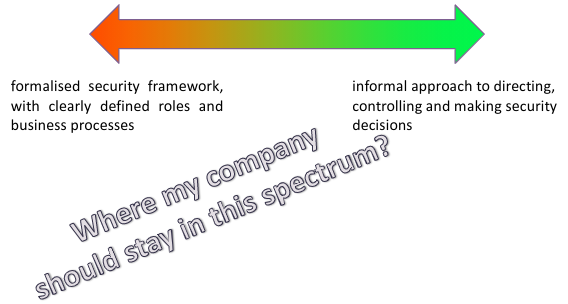 formalised security framework,
with clearly defined roles and
business processes
informal approach to directing,
controlling and making security
decisions
Where my company
should stay in this spectrum?